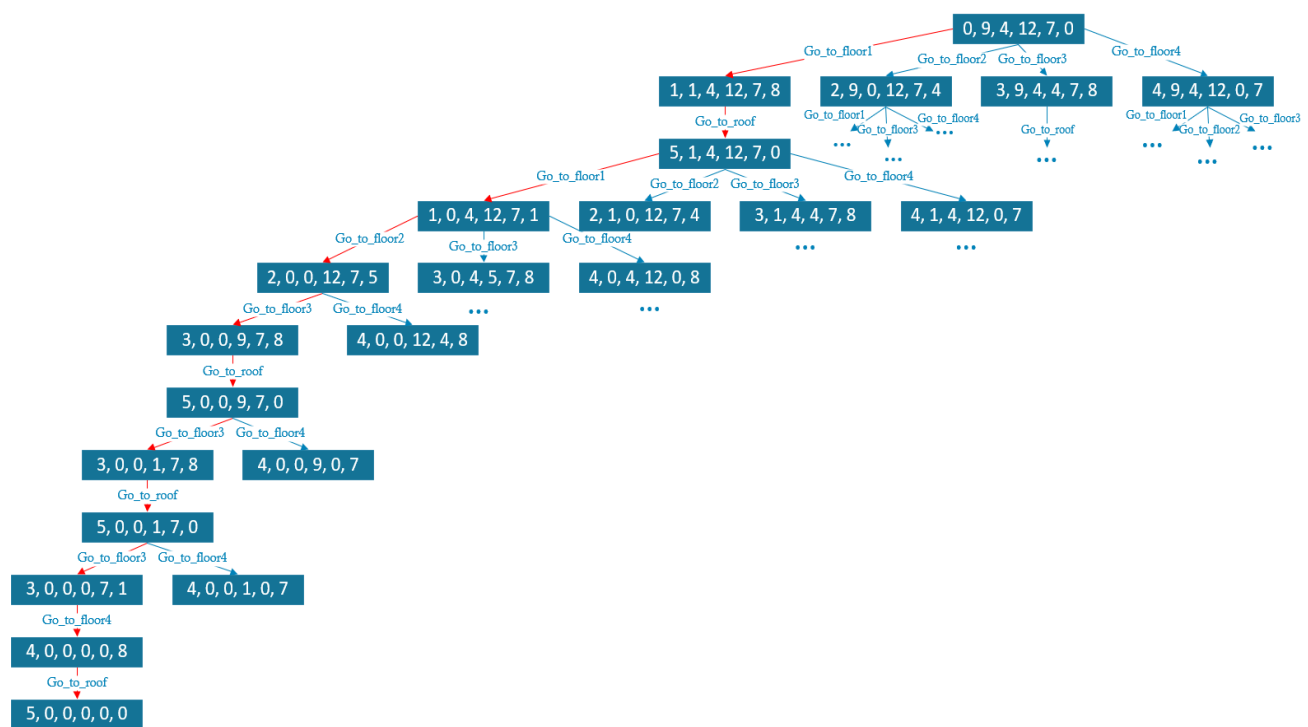 0, 9, 4, 12, 7, 0
Go_to_floor1
Go_to_floor2
Go_to_floor3
Go_to_floor4
1, 1, 4, 12, 7, 8
2, 9, 0, 12, 7, 4
3, 9, 4, 4, 7, 8
4, 9, 4, 12, 0, 7
Go_to_roof
Go_to_floor1
Go_to_floor3
Go_to_floor4
Go_to_roof
Go_to_floor1
Go_to_floor2
Go_to_floor3
...
...
...
...
...
...
...
5, 1, 4, 12, 7, 0
Go_to_floor1
Go_to_floor2
Go_to_floor3
Go_to_floor4
1, 0, 4, 12, 7, 1
2, 1, 0, 12, 7, 4
3, 1, 4, 4, 7, 8
4, 1, 4, 12, 0, 7
...
...
Go_to_floor2
Go_to_floor3
Go_to_floor4
2, 0, 0, 12, 7, 5
3, 0, 4, 5, 7, 8
4, 0, 4, 12, 0, 8
...
...
Go_to_floor3
Go_to_floor4
3, 0, 0, 9, 7, 8
4, 0, 0, 12, 4, 8
Go_to_roof
5, 0, 0, 9, 7, 0
Go_to_floor3
Go_to_floor4
3, 0, 0, 1, 7, 8
4, 0, 0, 9, 0, 7
Go_to_roof
5, 0, 0, 1, 7, 0
Go_to_floor3
Go_to_floor4
3, 0, 0, 0, 7, 1
4, 0, 0, 1, 0, 7
Go_to_floor4
4, 0, 0, 0, 0, 8
Go_to_roof
5, 0, 0, 0, 0, 0